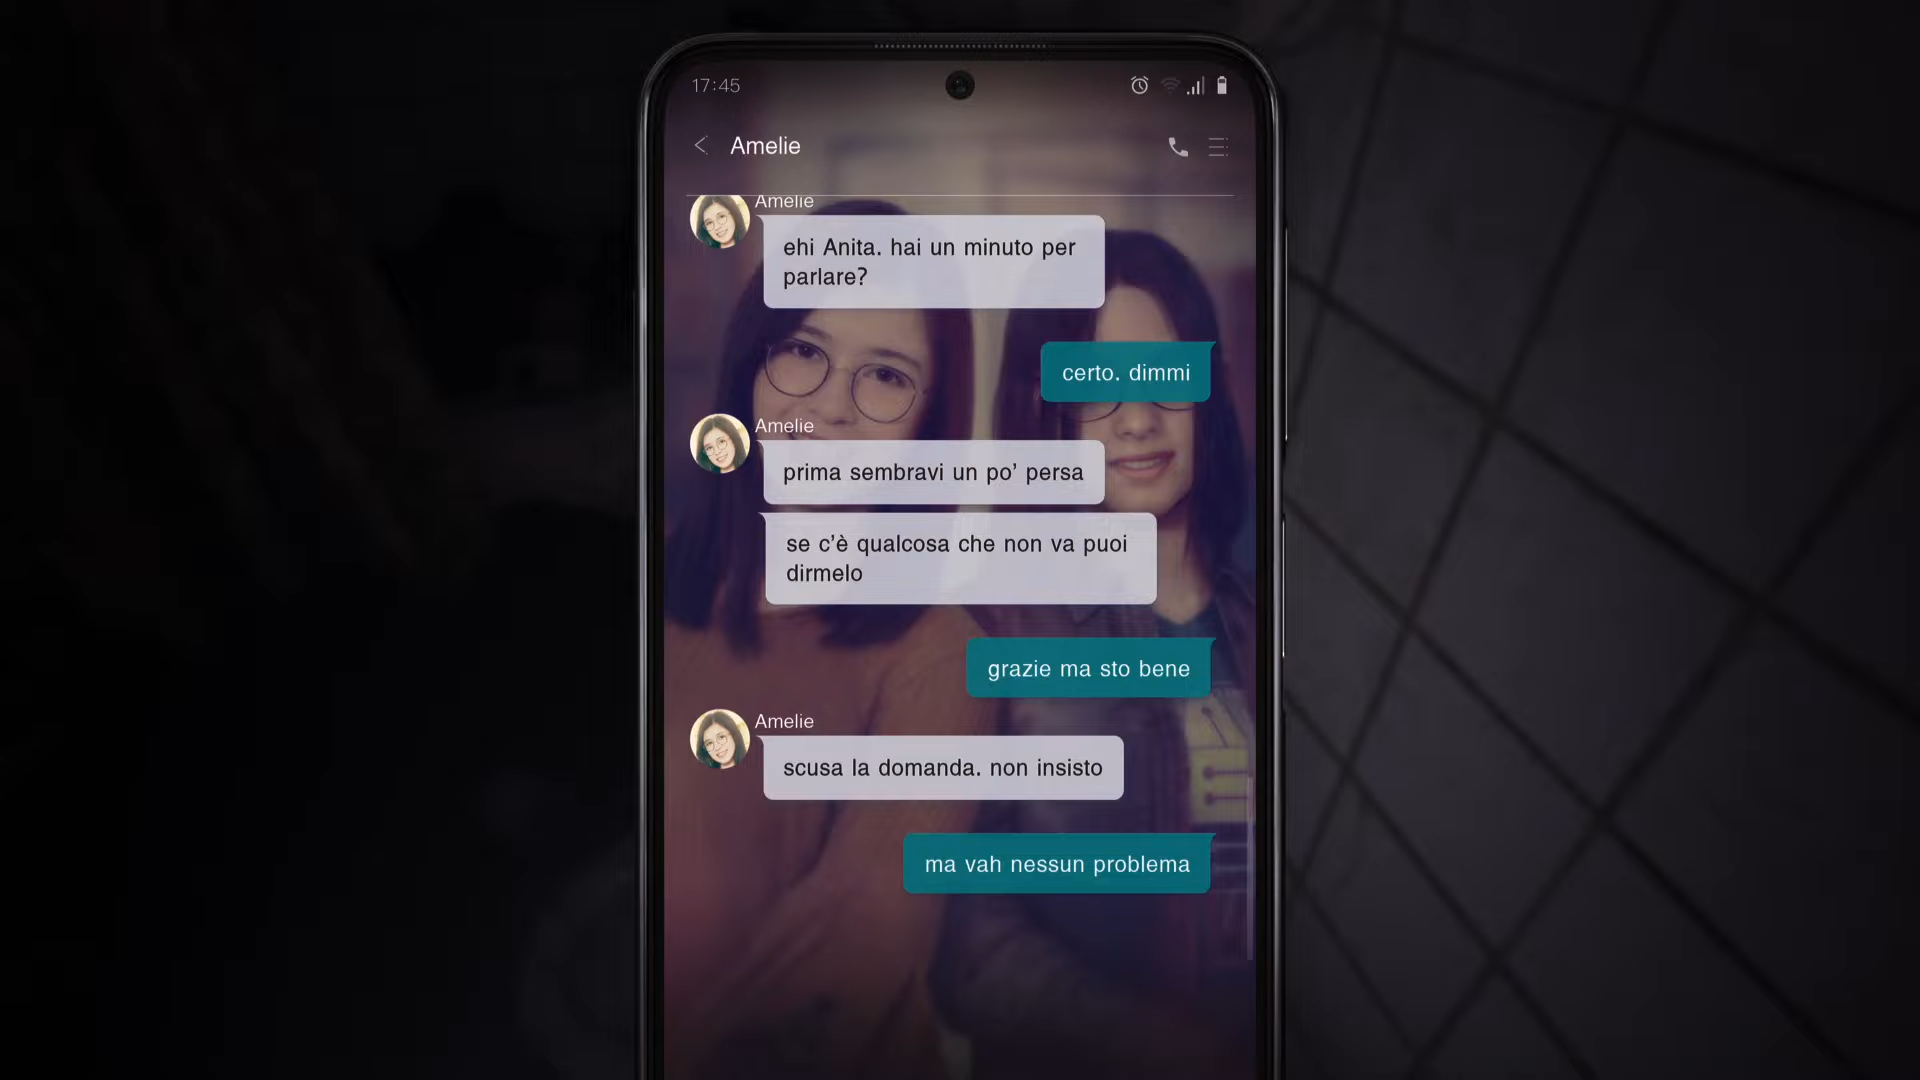 17:45
Amelie
Amelie
ehi Anita. hai un minuto per
parlare?
certo. dimmi
Amelie
prima sembravi un po’ persa
se c’è qualcosa che non va puoi
dirmelo
grazie ma sto bene
Amelie
scusa la domanda. non insisto
ma vah nessun problema